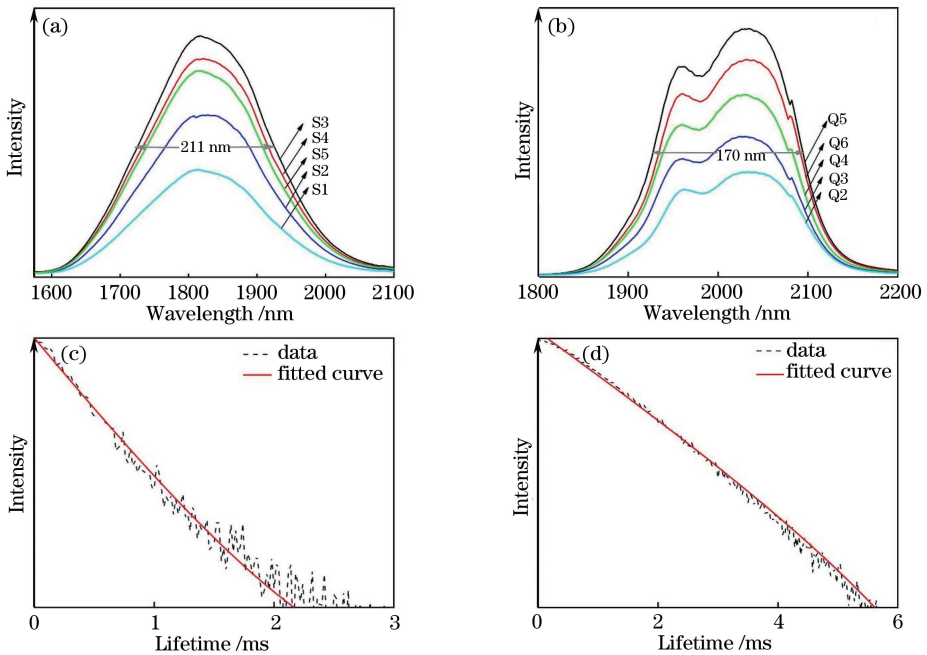 (a)
Intensity
211 nm
S3
S4
S5
S2
S1
1600 1700 1800 1900 2000 2100
Wavelength /nm
(b)
Intensity
170 nm
Q5
Q6
Q4
Q3
Q2
1800 1900 2000 2100 2200
Wavelength /nm
(c)
data
fitted curve
Intensity
0 1 2 3
Lifetime /ms
(d)
data
fitted curve
Intensity
0 2 4 6
Lifetime /ms